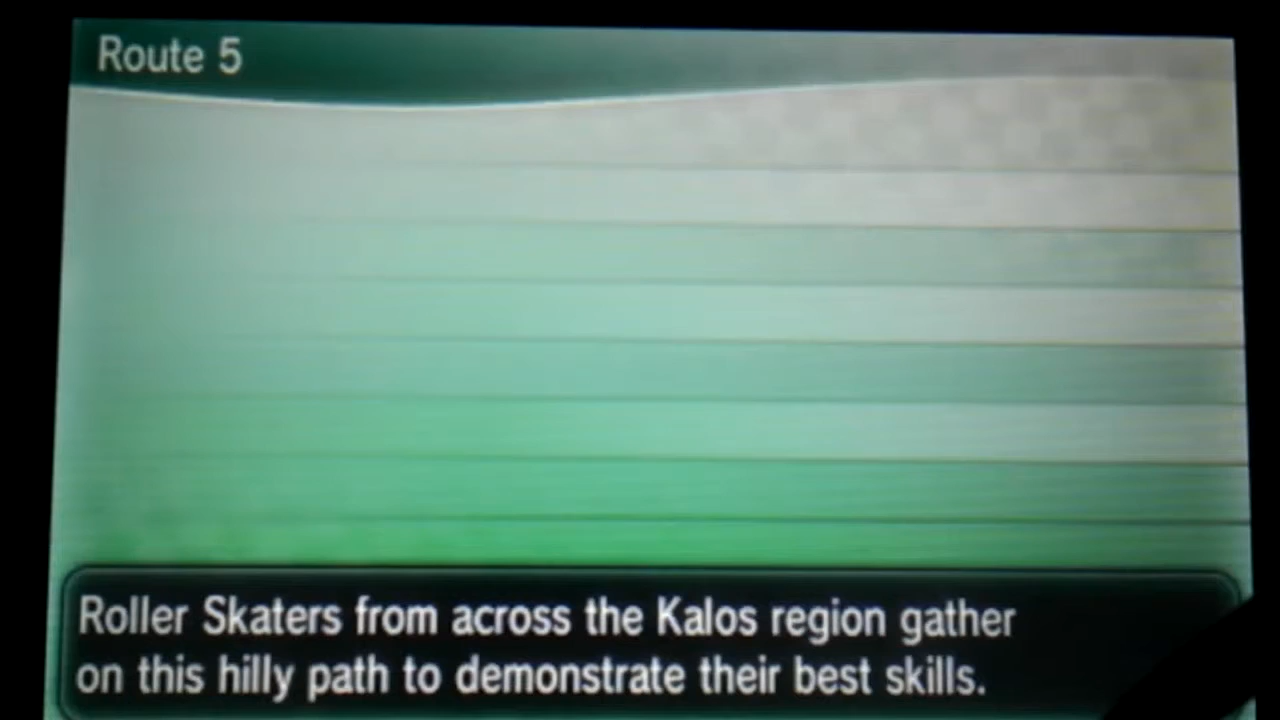 Route 5
Roller Skaters from across the Kalos region gather
on this hilly path to demonstrate their best skills.